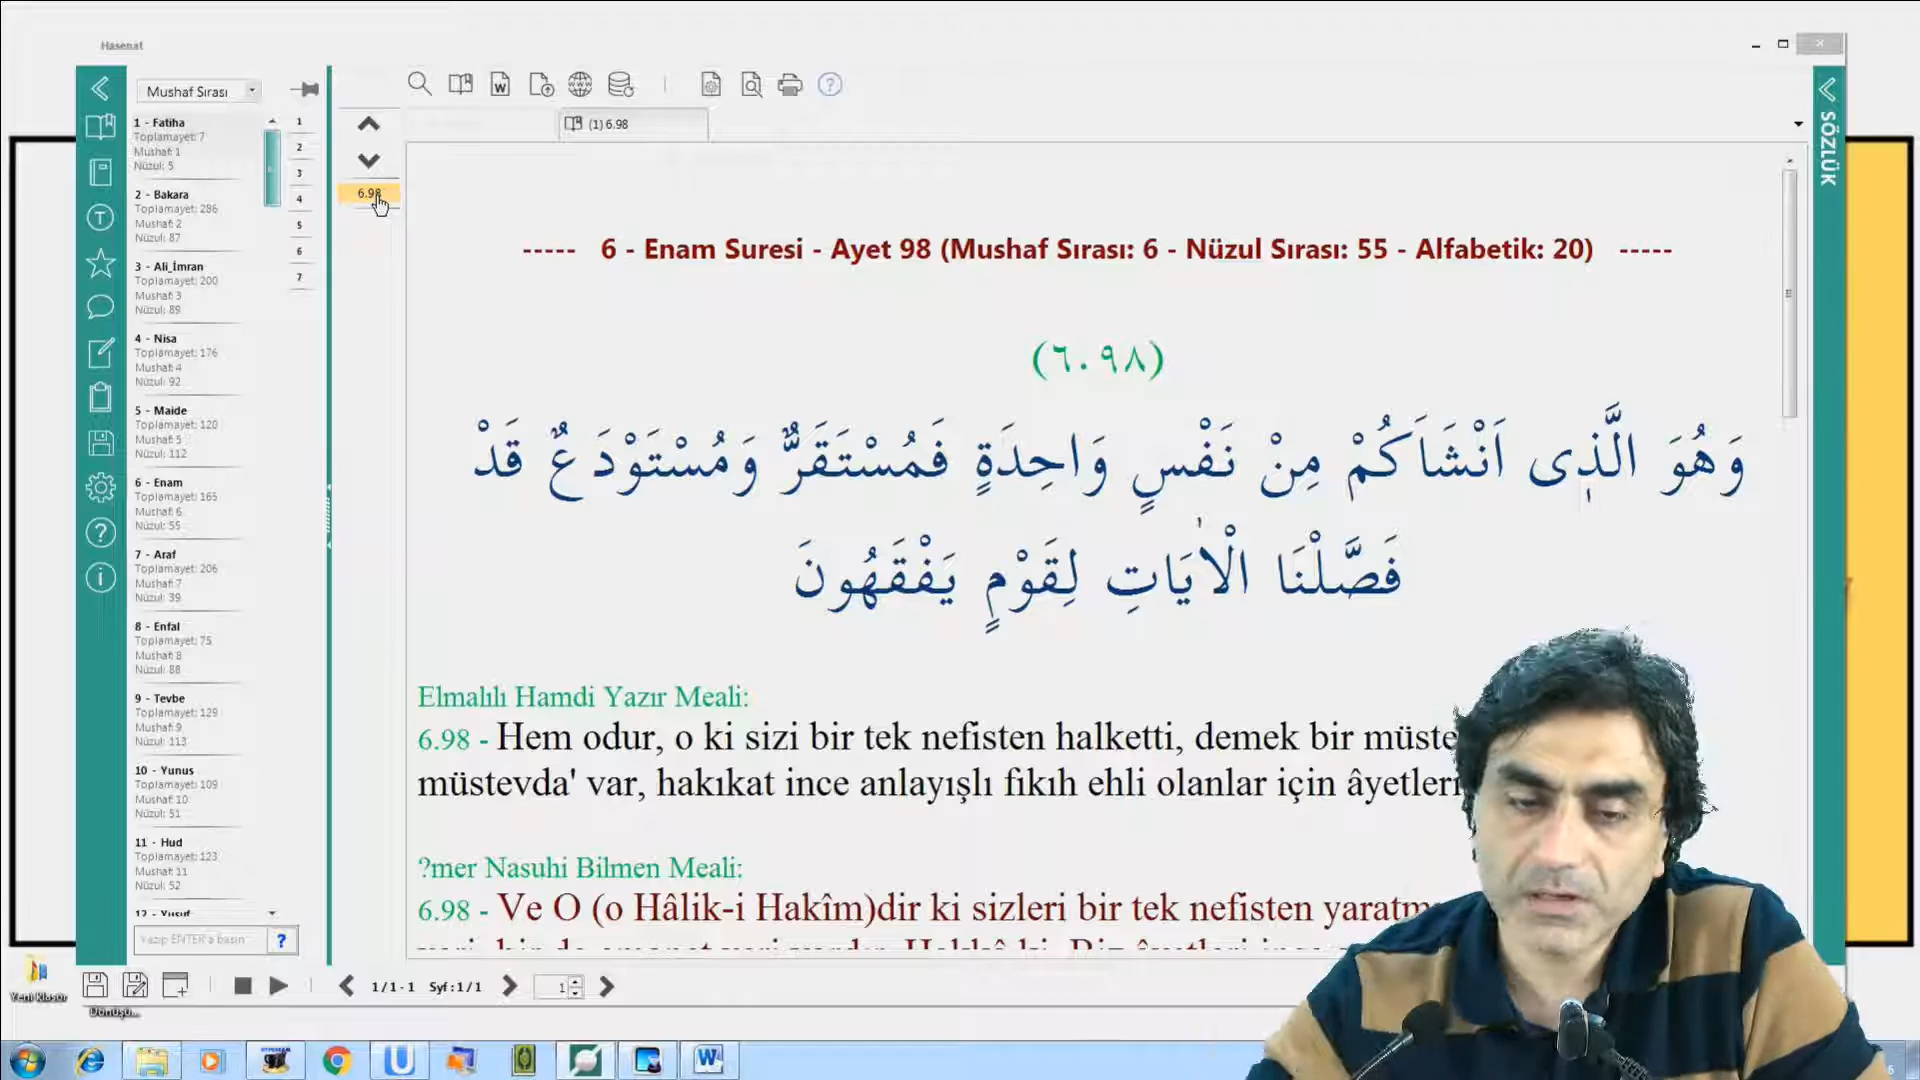 Hasenat
Mushaf Sırası
1 - Fatiha
Toplamayet: 7
Mushaf: 1
Nüzul: 5
2 - Bakara
Toplamayet: 286
Mushaf: 2
Nüzul: 87
3 - Ali_İmran
Toplamayet: 200
Mushaf: 3
Nüzul: 89
4 - Nisa
Toplamayet: 176
Mushaf: 4
Nüzul: 92
5 - Maide
Toplamayet: 120
Mushaf: 5
Nüzul: 112
6 - Enam
Toplamayet: 165
Mushaf: 6
Nüzul: 55
7 - Araf
Toplamayet: 206
Mushaf: 7
Nüzul: 39
8 - Enfal
Toplamayet: 75
Mushaf: 8
Nüzul: 88
9 - Tevbe
Toplamayet: 129
Mushaf: 9
Nüzul: 113
10 - Yunus
Toplamayet: 109
Mushaf: 10
Nüzul: 51
11 - Hud
Toplamayet: 123
Mushaf: 11
Nüzul: 52
12 - Yusuf
Yazıp ENTER'a basın
?
1
2
3
4
5
6
7
6.98
(1) 6.98
SÖZLÜK
----- 6 - Enam Suresi - Ayet 98 (Mushaf Sırası: 6 - Nüzul Sırası: 55 - Alfabetik: 20) -----
(٦.٩٨)
وَهُوَ الَّذٖى اَنْشَاَكُمْ مِنْ نَفْسٍ وَاحِدَةٍ فَمُسْتَقَرٌّ وَمُسْتَوْدَعٌ قَدْ
فَصَّلْنَا الْاٰيَاتِ لِقَوْمٍ يَفْقَهُونَ
Elmalılı Hamdi Yazır Meali:
6.98 - Hem odur, o ki sizi bir tek nefisten halketti, demek bir müste
müstevda' var, hakıkat ince anlayışlı fıkıh ehli olanlar için âyetleri
?mer Nasuhi Bilmen Meali:
6.98 - Ve O (o Hâlik-i Hakîm)dir ki sizleri bir tek nefisten yaratm
1/1-1 Syf:1/1
1
Yeni Klasör
Dönüşü...